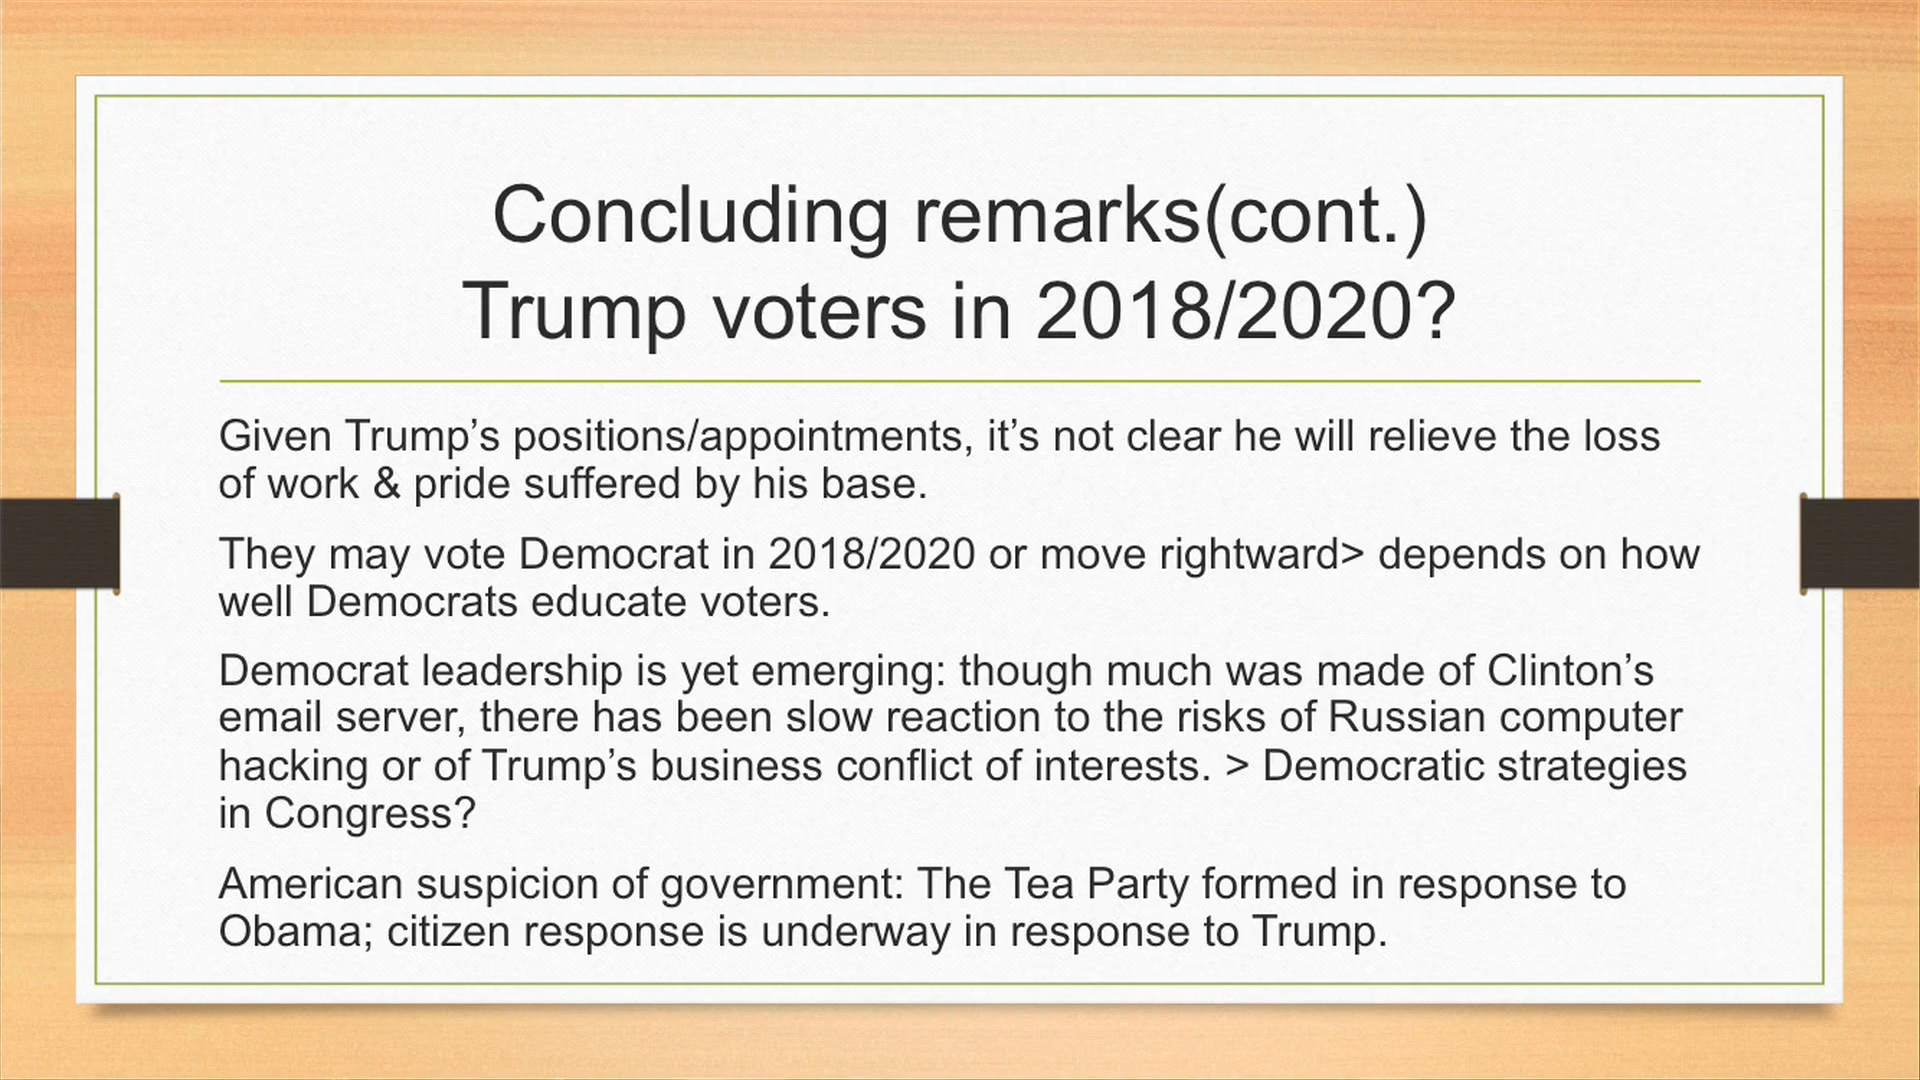 Concluding remarks(cont.)
Trump voters in 2018/2020?
Given Trump’s positions/appointments, it’s not clear he will relieve the loss
of work & pride suffered by his base.
They may vote Democrat in 2018/2020 or move rightward> depends on how
well Democrats educate voters.
Democrat leadership is yet emerging: though much was made of Clinton’s
email server, there has been slow reaction to the risks of Russian computer
hacking or of Trump’s business conflict of interests. > Democratic strategies
in Congress?
American suspicion of government: The Tea Party formed in response to
Obama; citizen response is underway in response to Trump.